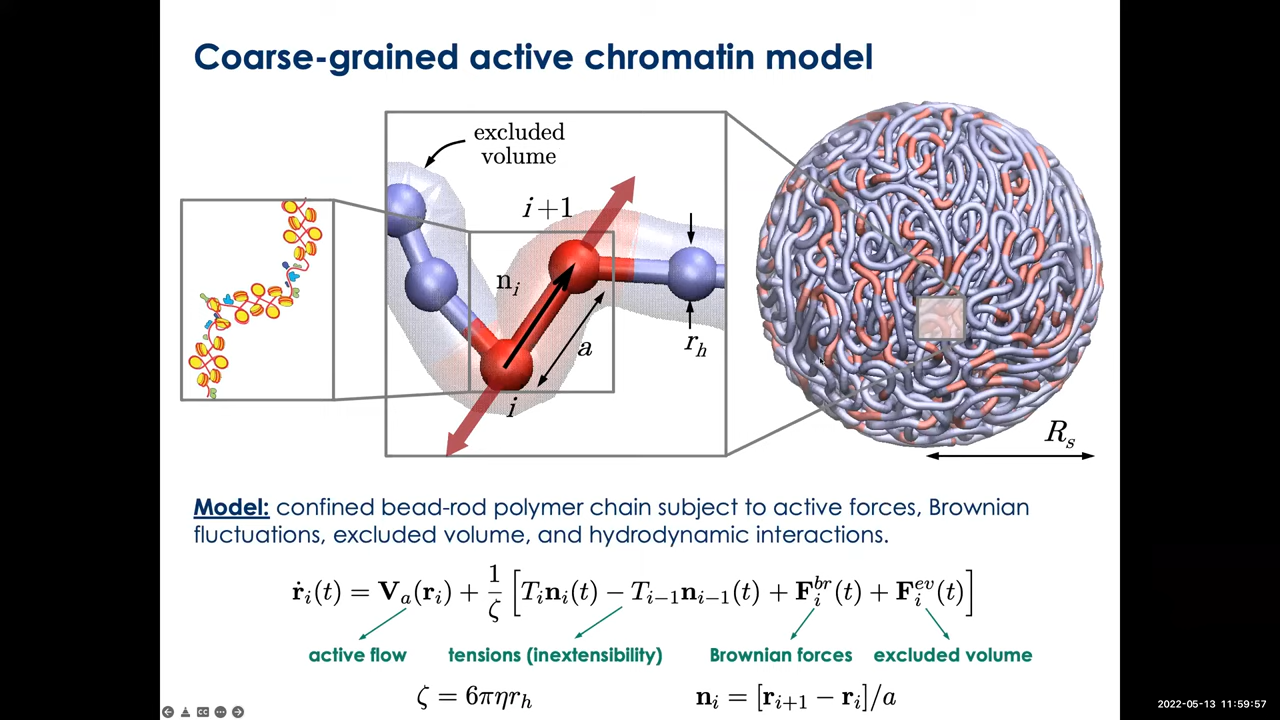 Coarse-grained active chromatin model
excluded
volume
i+1
n_i
a
r_h
i
R_s
Model: confined bead-rod polymer chain subject to active forces, Brownian
fluctuations, excluded volume, and hydrodynamic interactions.
ṙ_i(t) = V_a(r_i) + 1/ζ [T_i n_i(t) − T_{i−1} n_{i−1}(t) + F_i^{br}(t) + F_i^{ev}(t)]
active flow tensions (inextensibility) Brownian forces excluded volume
ζ = 6πηr_h n_i = [r_{i+1} − r_i]/a
2022-05-13 11:59:57